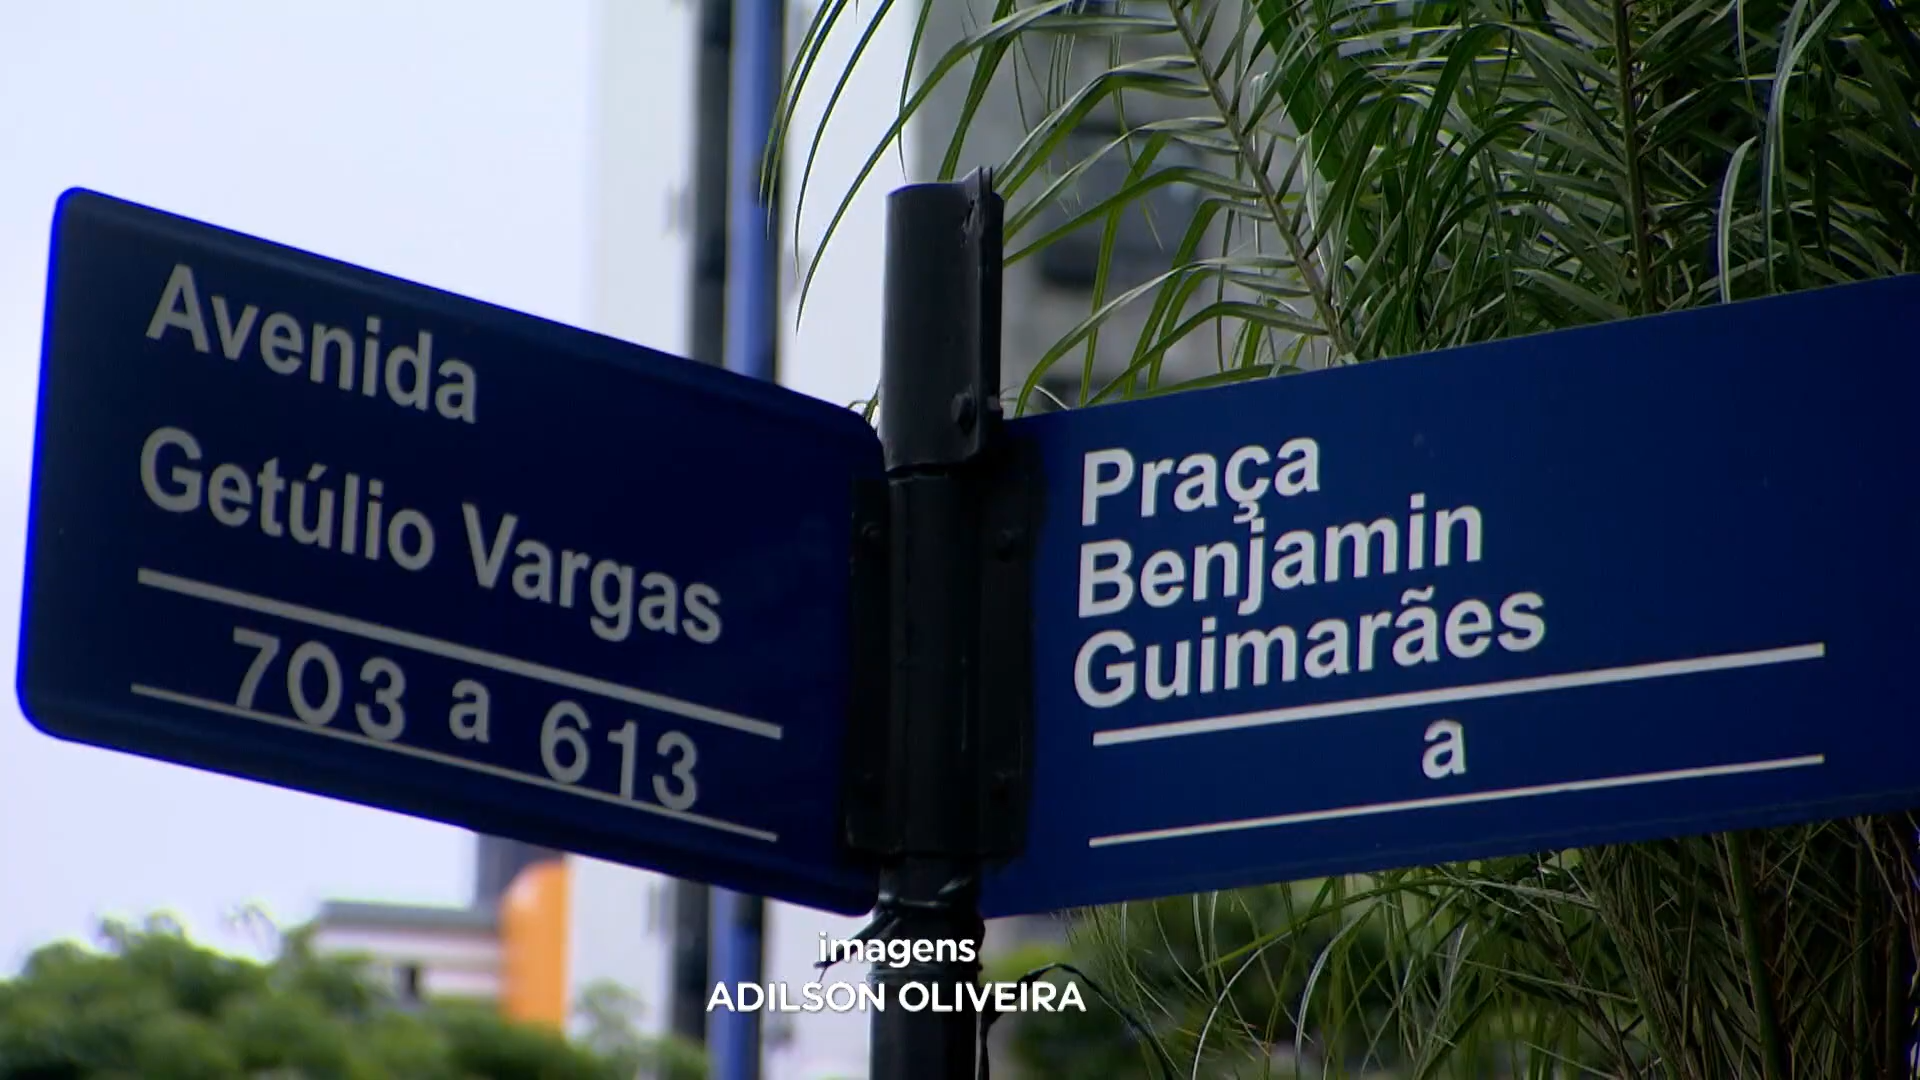 Avenida
Getúlio Vargas
703 a 613
Praça
Benjamin
Guimarães
a
imagens
ADILSON OLIVEIRA